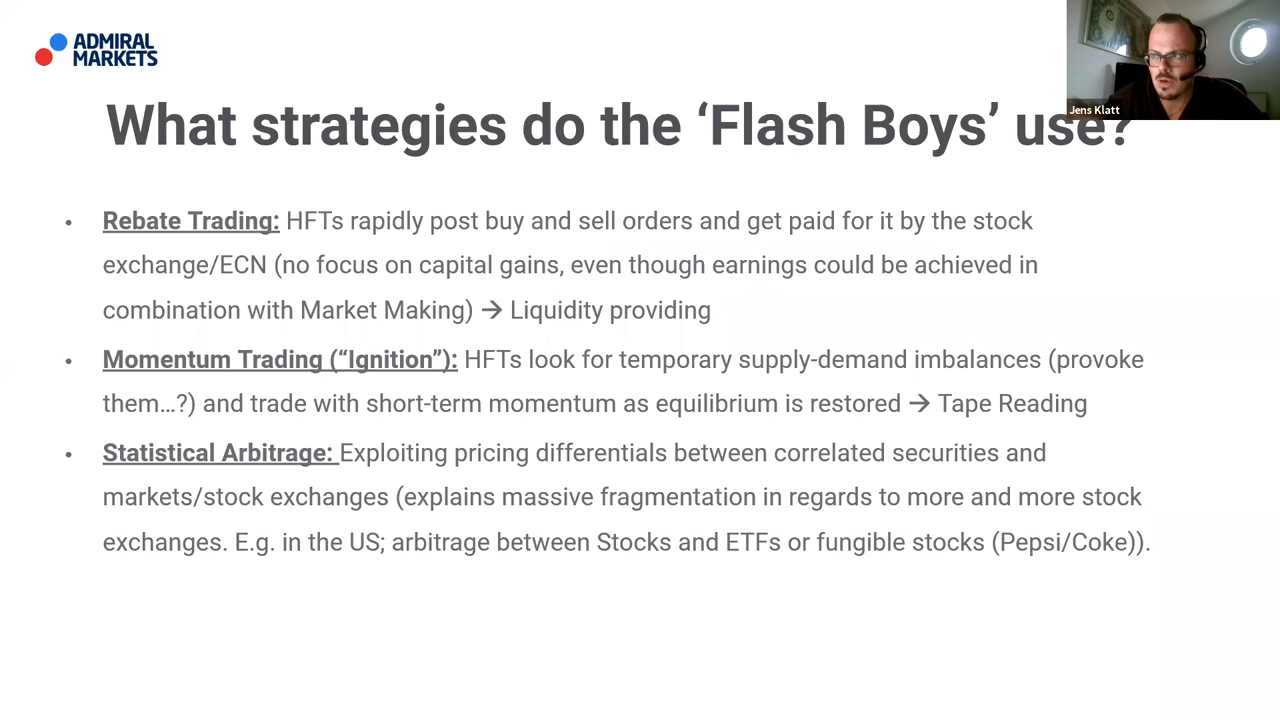 ADMIRAL
MARKETS
Jens Klatt
What strategies do the ‘Flash Boys’ use?
• Rebate Trading: HFTs rapidly post buy and sell orders and get paid for it by the stock
exchange/ECN (no focus on capital gains, even though earnings could be achieved in
combination with Market Making) → Liquidity providing
• Momentum Trading (“Ignition”): HFTs look for temporary supply-demand imbalances (provoke
them...?) and trade with short-term momentum as equilibrium is restored → Tape Reading
• Statistical Arbitrage: Exploiting pricing differentials between correlated securities and
markets/stock exchanges (explains massive fragmentation in regards to more and more stock
exchanges. E.g. in the US; arbitrage between Stocks and ETFs or fungible stocks (Pepsi/Coke)).